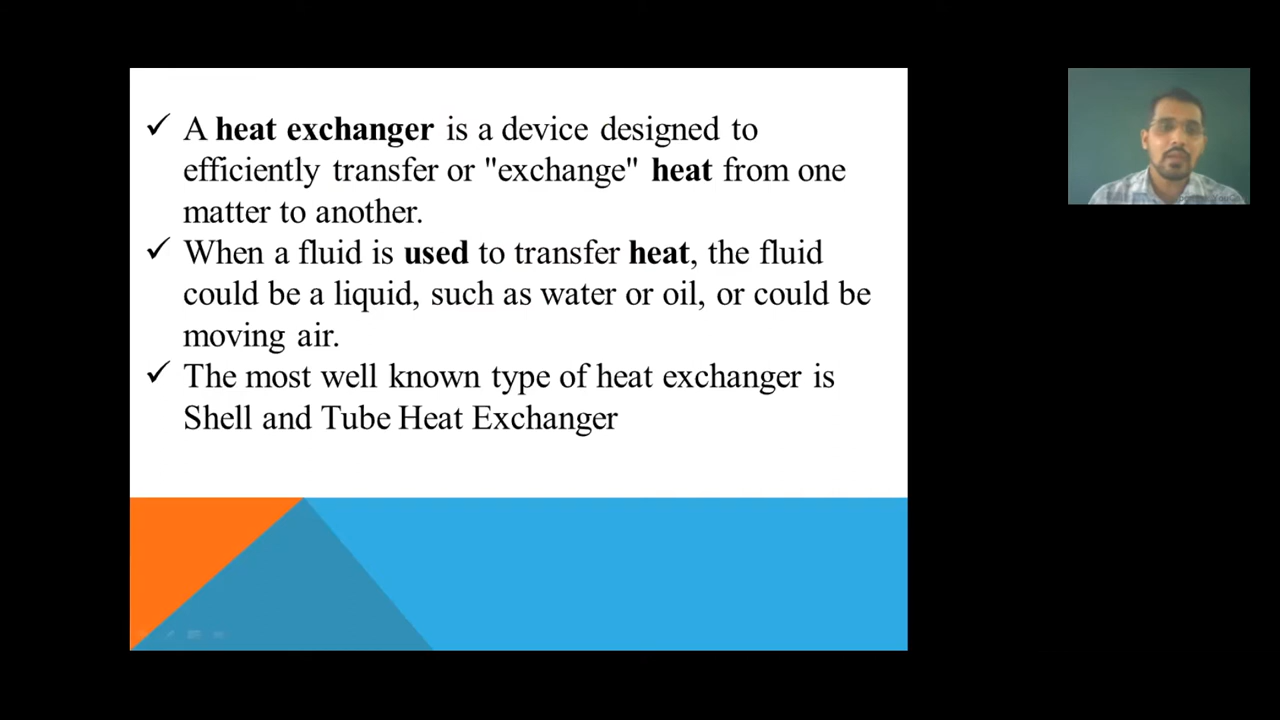 ✓ A heat exchanger is a device designed to
efficiently transfer or "exchange" heat from one
matter to another.
✓ When a fluid is used to transfer heat, the fluid
could be a liquid, such as water or oil, or could be
moving air.
✓ The most well known type of heat exchanger is
Shell and Tube Heat Exchanger